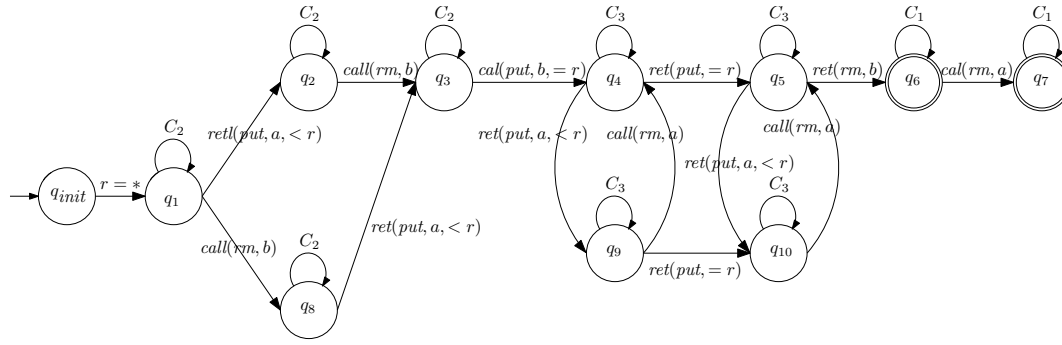 C2 C2 C3 C3 C1 C1
q2 call(rm, b) q3 cal(put, b, = r) q4 ret(put, = r) q5 ret(rm, b) q6 cal(rm, a) q7
C2 retl(put, a, < r) ret(put, a, < r) call(rm, a) call(rm, a)
ret(put, a, < r)
qinit r = * q1 C3 C3
call(rm, b) C2 ret(put, a, < r)
q9 ret(put, = r) q10
q8